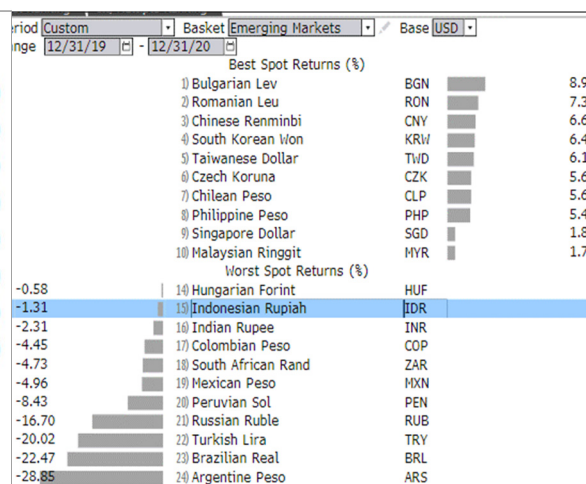 riod Custom Basket Emerging Markets Base USD
nge 12/31/19 - 12/31/20
Best Spot Returns (%)
1) Bulgarian Lev BGN 8.9
2) Romanian Leu RON 7.3
3) Chinese Renminbi CNY 6.6
4) South Korean Won KRW 6.4
5) Taiwanese Dollar TWD 6.1
6) Czech Koruna CZK 5.6
7) Chilean Peso CLP 5.6
8) Philippine Peso PHP 5.4
9) Singapore Dollar SGD 1.8
10) Malaysian Ringgit MYR 1.7
Worst Spot Returns (%)
-0.58 14) Hungarian Forint HUF
-1.31 15) Indonesian Rupiah IDR
-2.31 16) Indian Rupee INR
-4.45 17) Colombian Peso COP
-4.73 18) South African Rand ZAR
-4.96 19) Mexican Peso MXN
-8.43 20) Peruvian Sol PEN
-16.70 21) Russian Ruble RUB
-20.02 22) Turkish Lira TRY
-22.47 23) Brazilian Real BRL
-28.85 24) Argentine Peso ARS